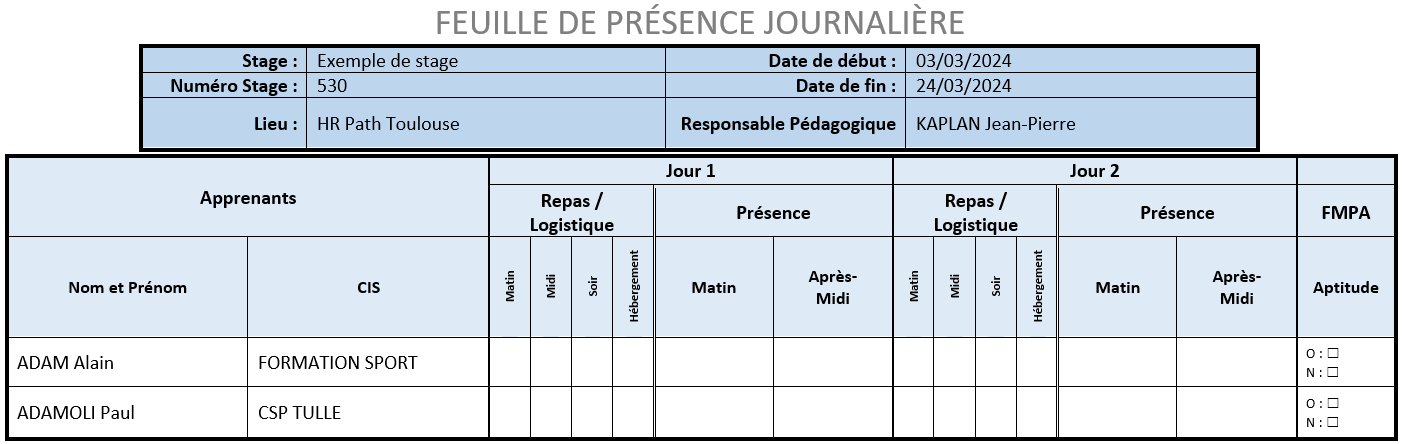 FEUILLE DE PRÉSENCE JOURNALIÈRE
Stage : Exemple de stage Date de début : 03/03/2024
Numéro Stage : 530 Date de fin : 24/03/2024
Lieu : HR Path Toulouse Responsable Pédagogique KAPLAN Jean-Pierre
Jour 1 Jour 2
Apprenants
Repas /
Logistique
Présence
Repas /
Logistique
Présence
FMPA
Nom et Prénom
CIS
Matin
Midi
Soir
Hébergement
Matin
Après-
Midi
Matin
Midi
Soir
Hébergement
Matin
Après-
Midi
Aptitude
ADAM Alain FORMATION SPORT
O : ☐
N : ☐
ADAMOLI Paul CSP TULLE
O : ☐
N : ☐